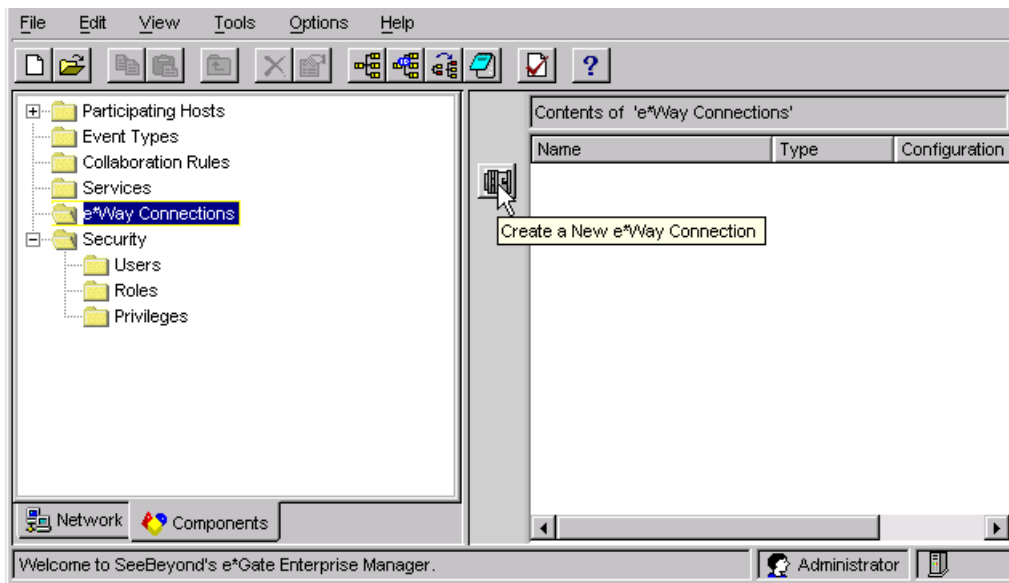 File Edit View Tools Options Help
?
Participating Hosts
Event Types
Collaboration Rules
Services
e*Way Connections
Security
Users
Roles
Privileges
Contents of 'e*Way Connections'
Name Type Configuration
Create a New e*Way Connection
Network Components
Welcome to SeeBeyond's e*Gate Enterprise Manager. Administrator